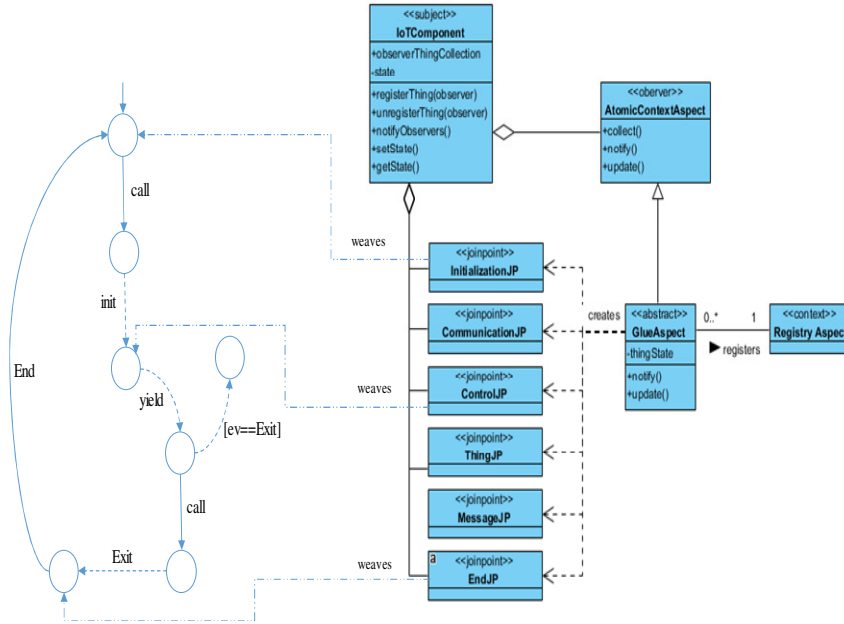 <<subject>>
IoTComponent
+observerThingCollection
-state
+registerThing(observer)
+unregisterThing(observer)
+notifyObservers()
+setState()
+getState()
<<oberver>>
AtomicContextAspect
+collect()
+notify()
+update()
call
init
End
yield
[ev==Exit]
call
Exit
weaves
weaves
weaves
<<joinpoint>>
InitializationJP
<<joinpoint>>
CommunicationJP
<<joinpoint>>
ControlJP
<<joinpoint>>
ThingJP
<<joinpoint>>
MessageJP
a
<<joinpoint>>
EndJP
creates
<<abstract>>
GlueAspect
-thingState
+notify()
+update()
0..*
1
registers
<<context>>
Registry Aspec